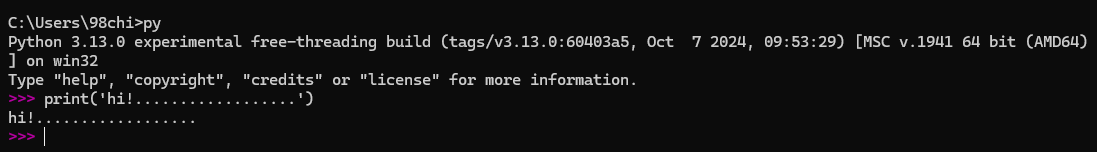 C:\Users\98chi>py
Python 3.13.0 experimental free-threading build (tags/v3.13.0:60403a5, Oct  7 2024, 09:53:29) [MSC v.1941 64 bit (AMD64)
] on win32
Type "help", "copyright", "credits" or "license" for more information.
>>> print('hi!..................')
hi!..................
>>>